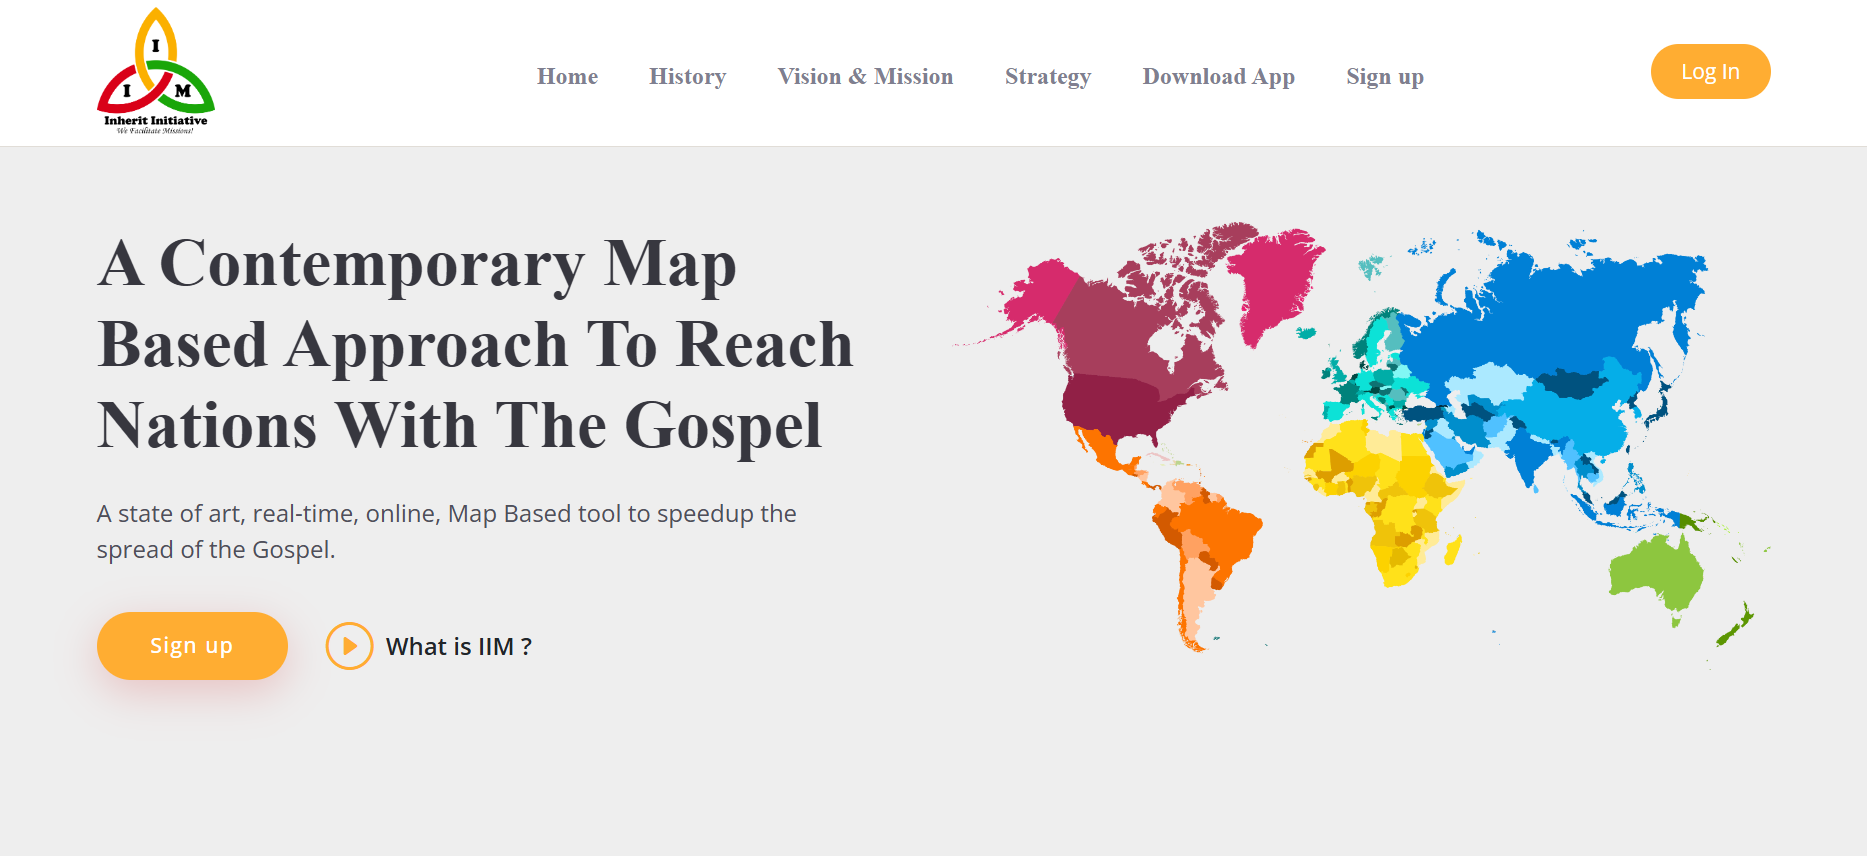 I
I M
Inherit Initiative
We Facilitate Missions!
Home History Vision & Mission Strategy Download App Sign up
Log In
A Contemporary Map
Based Approach To Reach
Nations With The Gospel
A state of art, real-time, online, Map Based tool to speedup the
spread of the Gospel.
Sign up
What is IIM ?